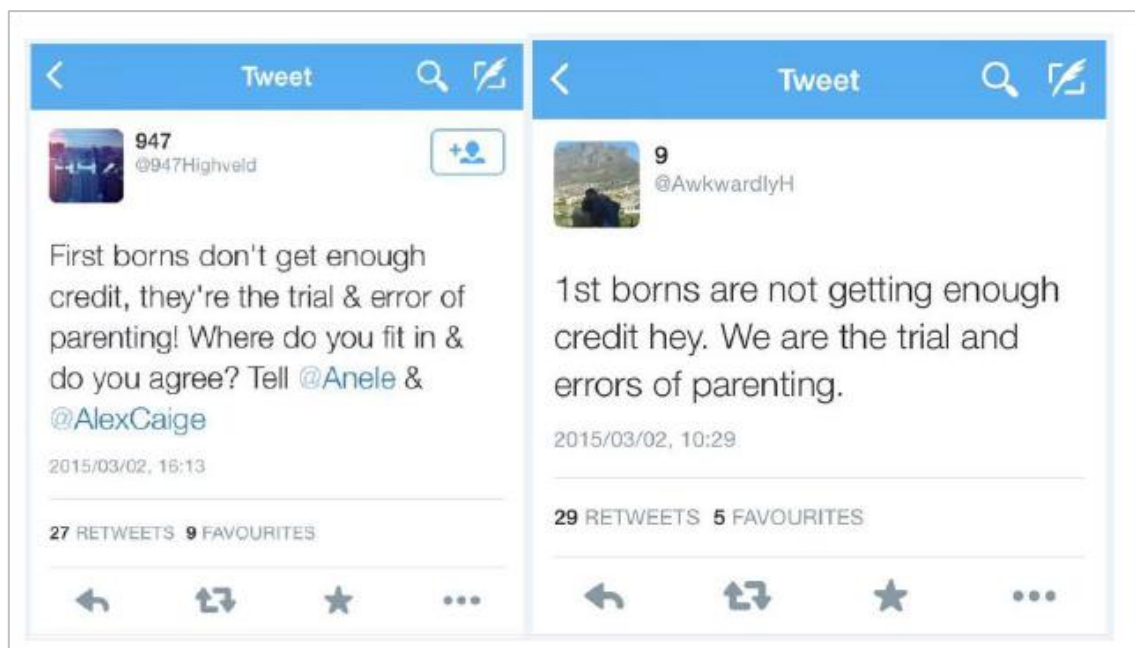 Tweet
947
@947Highveld
First borns don't get enough
credit, they're the trial & error of
parenting! Where do you fit in &
do you agree? Tell @Anele &
@AlexCaige
2015/03/02, 16:13
27 RETWEETS 9 FAVOURITES
Tweet
9
@AwkwardlyH
1st borns are not getting enough
credit hey. We are the trial and
errors of parenting.
2015/03/02, 10:29
29 RETWEETS 5 FAVOURITES